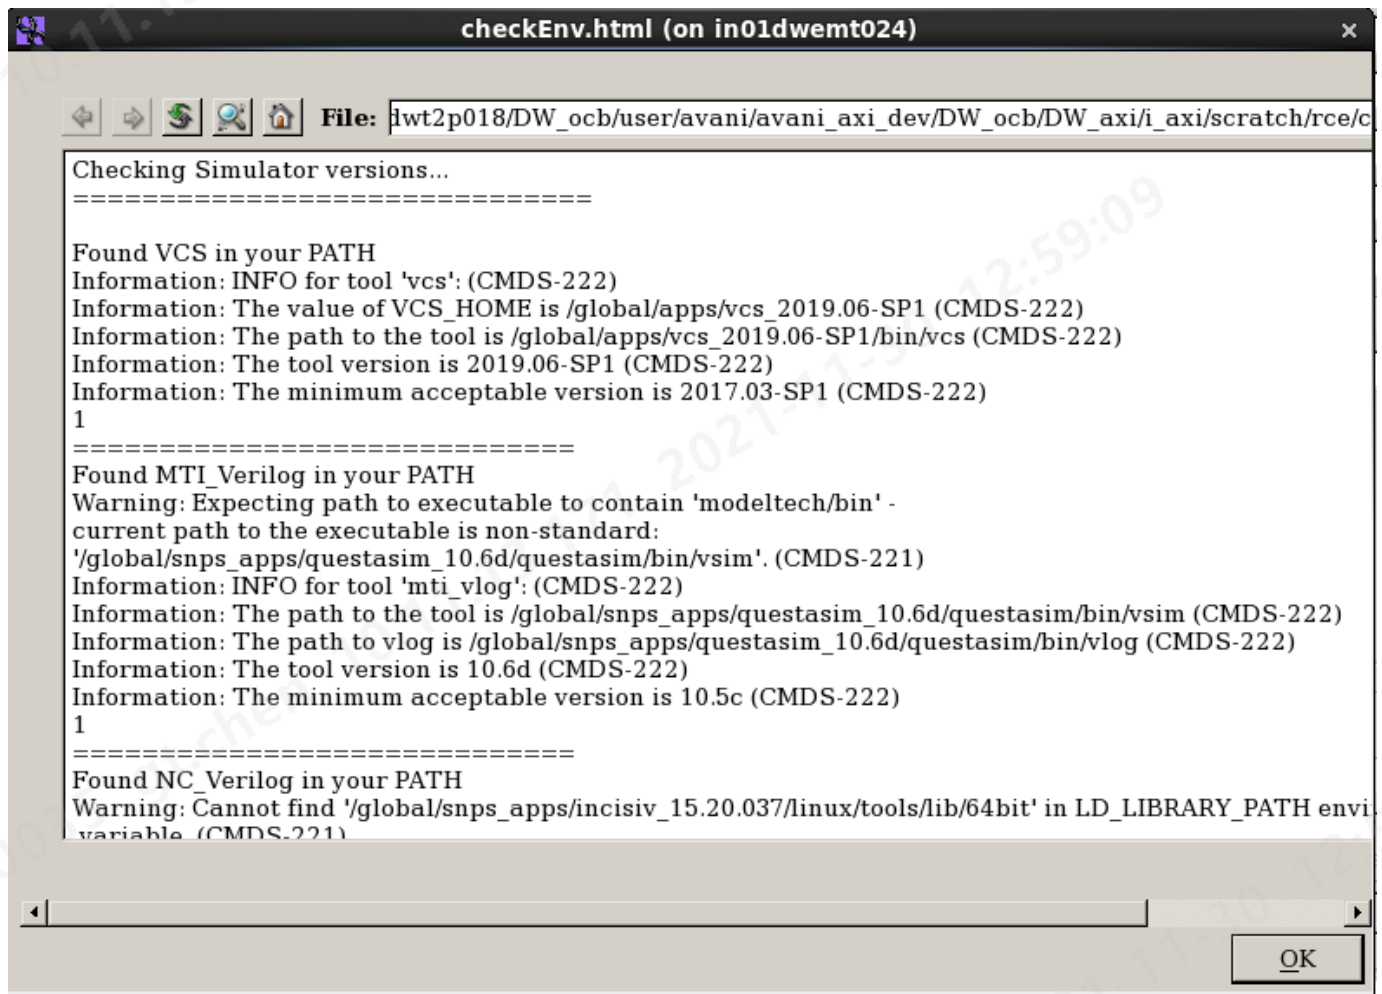 checkEnv.html (on in01dwemt024)
File: dwt2p018/DW_ocb/user/avani/avani_axi_dev/DW_ocb/DW_axi/i_axi/scratch/rce/c
Checking Simulator versions...
==============================
Found VCS in your PATH
Information: INFO for tool 'vcs': (CMDS-222)
Information: The value of VCS_HOME is /global/apps/vcs_2019.06-SP1 (CMDS-222)
Information: The path to the tool is /global/apps/vcs_2019.06-SP1/bin/vcs (CMDS-222)
Information: The tool version is 2019.06-SP1 (CMDS-222)
Information: The minimum acceptable version is 2017.03-SP1 (CMDS-222)
1
=============================
Found MTI_Verilog in your PATH
Warning: Expecting path to executable to contain 'modeltech/bin' -
current path to the executable is non-standard:
'/global/snps_apps/questasim_10.6d/questasim/bin/vsim'. (CMDS-221)
Information: INFO for tool 'mti_vlog': (CMDS-222)
Information: The path to the tool is /global/snps_apps/questasim_10.6d/questasim/bin/vsim (CMDS-222)
Information: The path to vlog is /global/snps_apps/questasim_10.6d/questasim/bin/vlog (CMDS-222)
Information: The tool version is 10.6d (CMDS-222)
Information: The minimum acceptable version is 10.5c (CMDS-222)
1
=============================
Found NC_Verilog in your PATH
Warning: Cannot find '/global/snps_apps/incisiv_15.20.037/linux/tools/lib/64bit' in LD_LIBRARY_PATH envi
variable. (CMDS-221)
OK